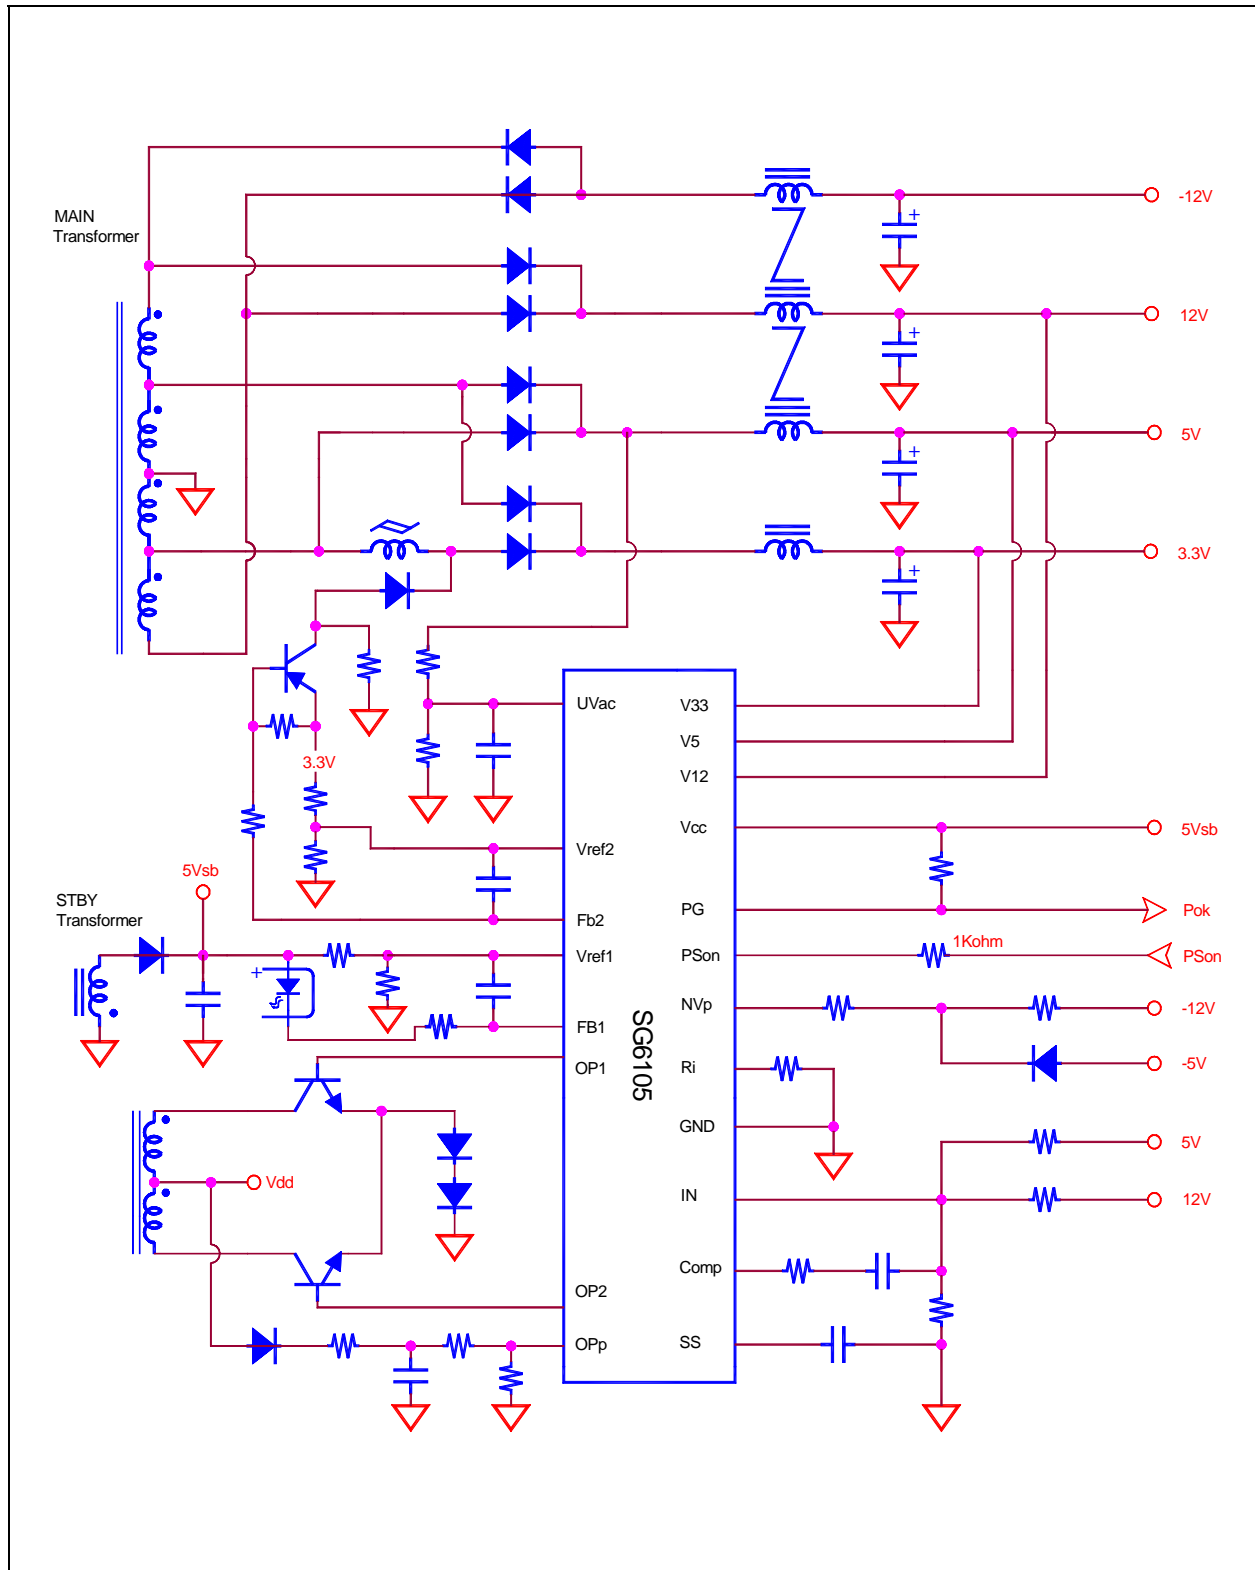 -12V
MAIN
Transformer
12V
5V
3.3V
UVac
V33
V5
3.3V
V12
Vcc
5Vsb
Vref2
5Vsb
STBY
Transformer
PG
Pok
Fb2
1Kohm
Vref1
PSon
PSon
NVp
-12V
FB1
SG6105
OP1
Ri
-5V
GND
5V
Vdd
IN
12V
Comp
OP2
OPp
SS
+
+
+
+
+